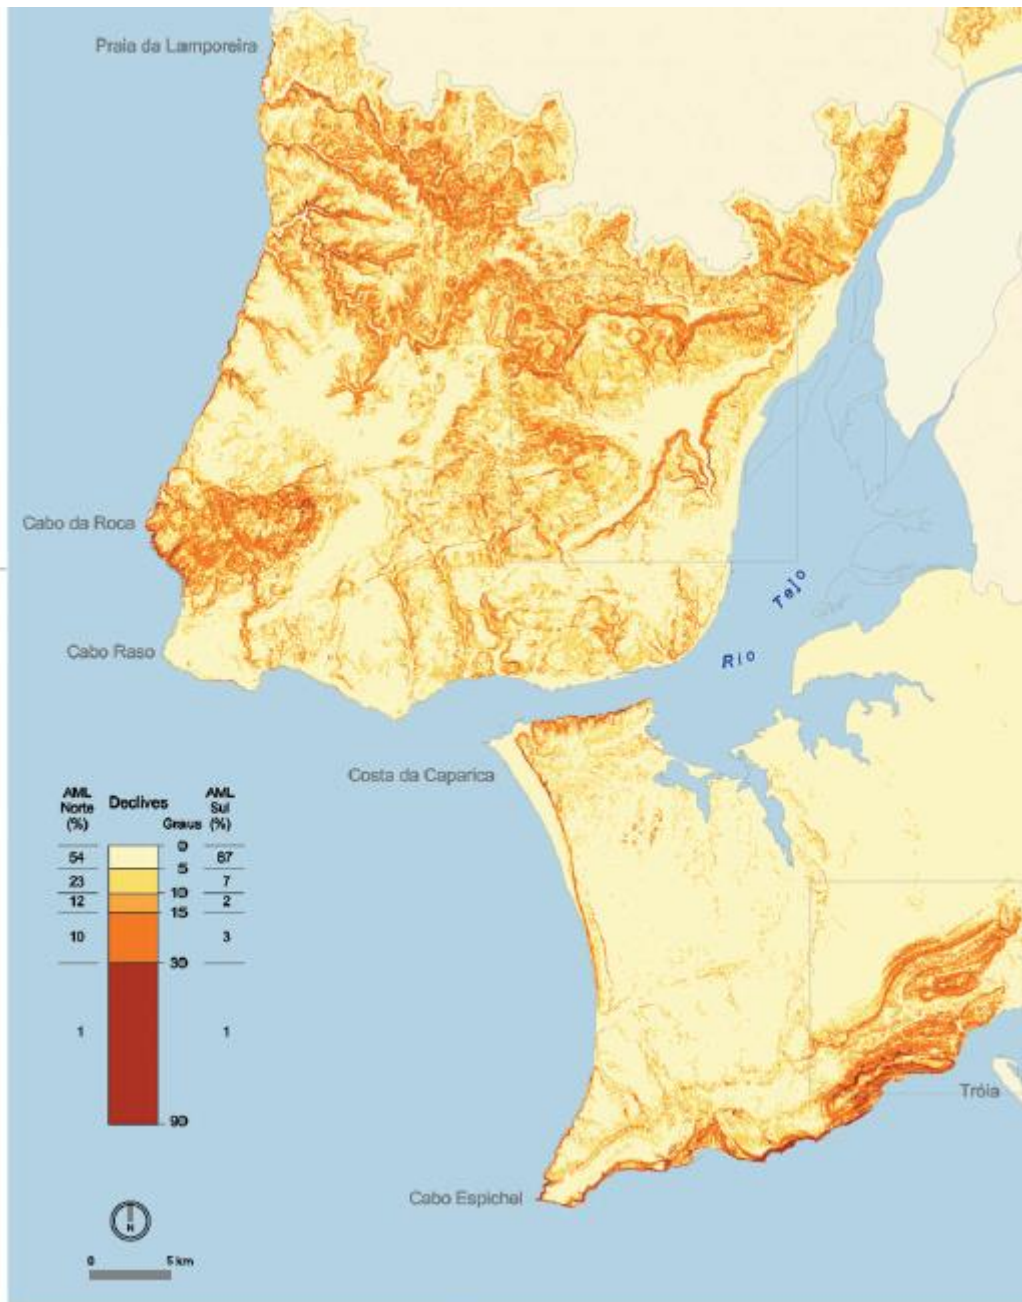 Praia da Lamporeira
Cabo da Roca
Cabo Raso
Rio Tejo
Costa da Caparica
AML Norte (%)
Declives
Graus
AML Sul (%)
0
54
87
5
23
7
10
12
2
15
10
3
30
1
1
90
Tróia
Cabo Espichel
N
0
5 km